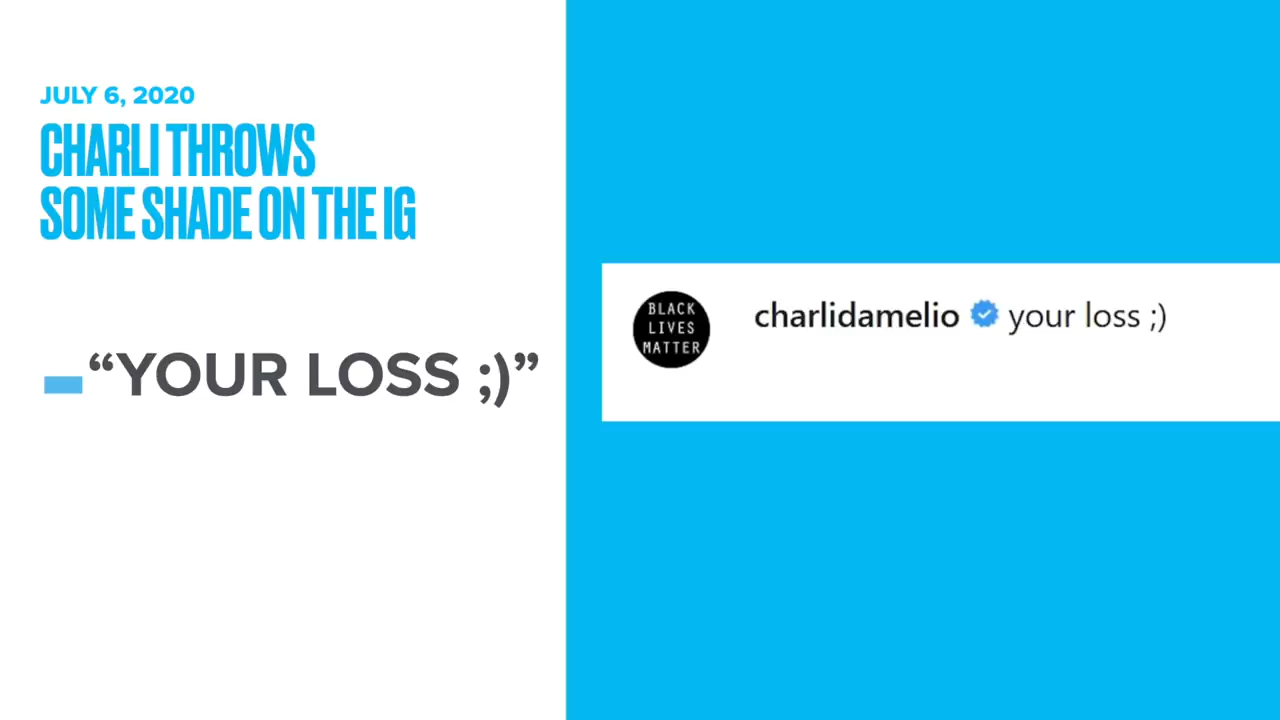 JULY 6, 2020
CHARLI THROWS
SOME SHADE ON THE IG
“YOUR LOSS ;)”
BLACK
LIVES
MATTER
charlidamelio your loss ;)